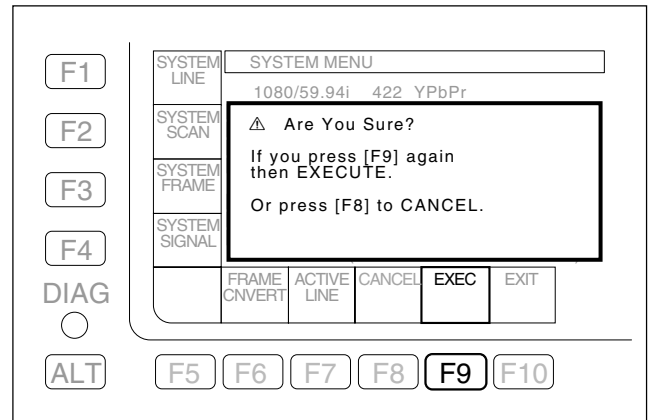 F1
F2
F3
F4
DIAG
ALT
SYSTEM
LINE
SYSTEM
SCAN
SYSTEM
FRAME
SYSTEM
SIGNAL
SYSTEM MENU
1080/59.94i 422 YPbPr
⚠ Are You Sure?
If you press [F9] again
then EXECUTE.
Or press [F8] to CANCEL.
FRAME
CNVERT
ACTIVE
LINE
CANCEL
EXEC
EXIT
F5
F6
F7
F8
F9
F10